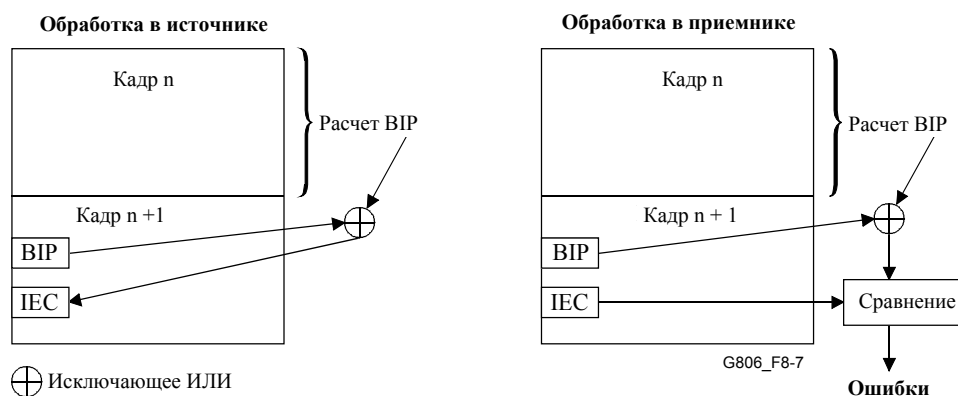 Обработка в источнике
Кадр n
Расчет BIP
Кадр n +1
BIP
IEC
Исключающее ИЛИ
Обработка в приемнике
Кадр n
Расчет BIP
Кадр n + 1
BIP
IEC
Сравнение
G806_F8-7
Ошибки